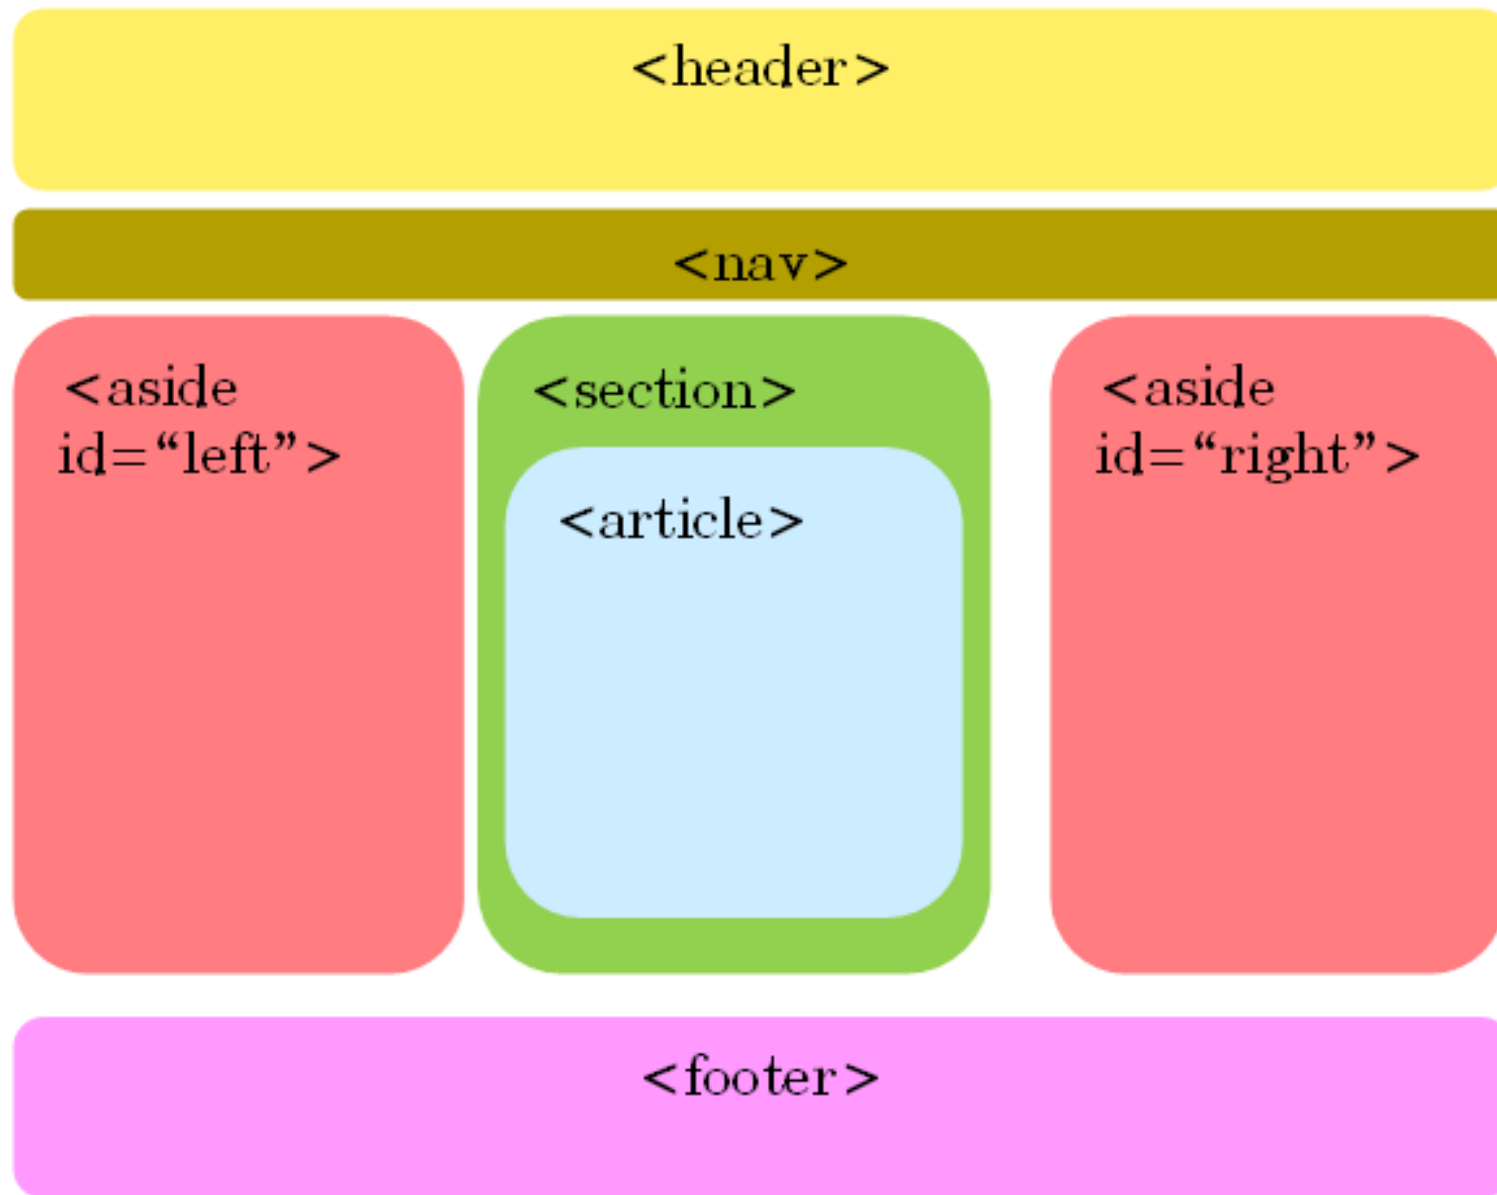 <header>
<nav>
<aside
id=“left”>
<section>
<article>
<aside
id=“right”>
<footer>